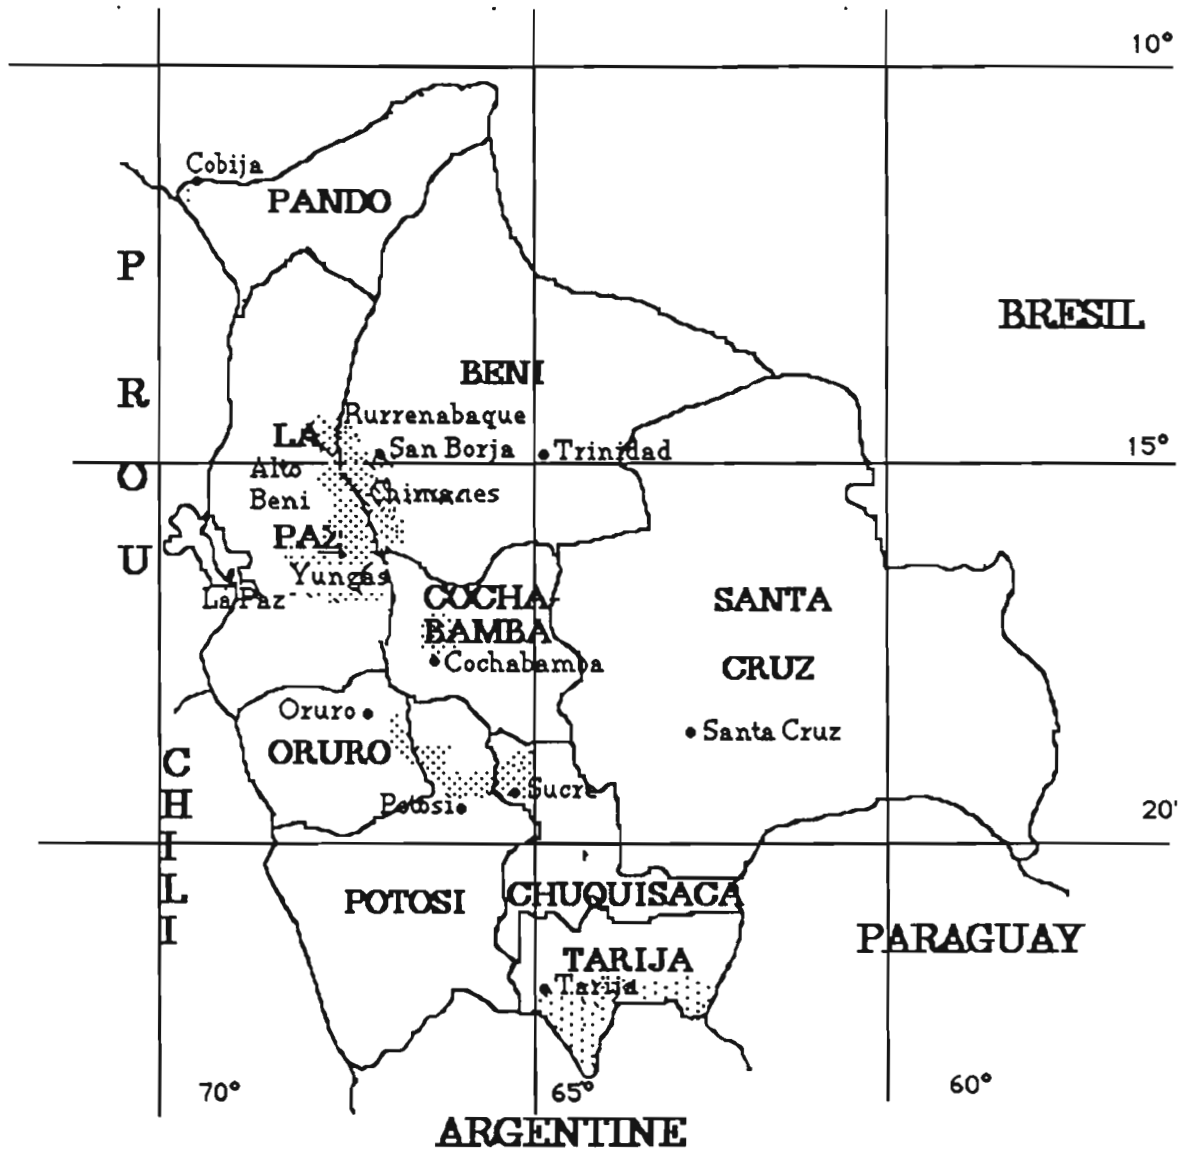 10°
Cobija
PANDO
P
R
O
U
BRESIL
BENI
Rurrenabaque
LA
San Borja
Trinidad
15°
Alto
Beni
Chimanes
PAZ
Yungas
La Paz
COCHA-
BAMBA
Cochabamba
SANTA
CRUZ
Santa Cruz
Oruro
ORURO
C
H
I
L
I
Potosi
Sucre
20'
POTOSI
CHUQUISACA
PARAGUAY
TARIJA
Tarija
70°
65°
60°
ARGENTINE